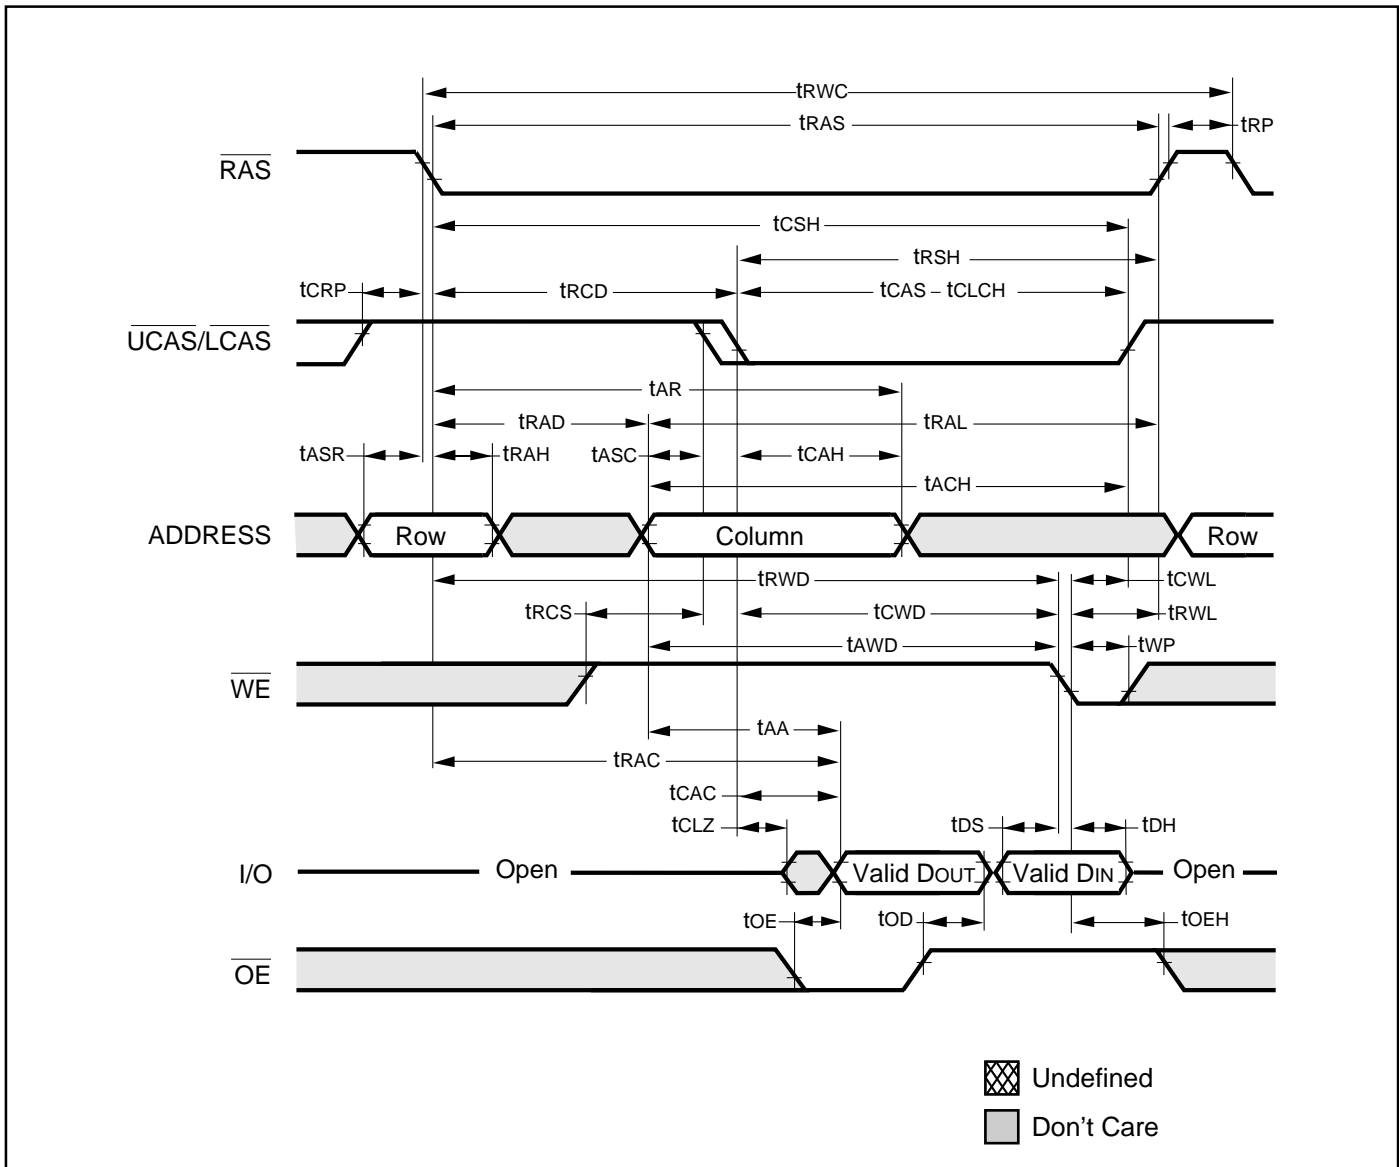 tRWC
tRAS
tRP
RAS
tCSH
tRSH
tCRP
tRCD
tCAS – tCLCH
UCAS/LCAS
tAR
tRAD
tRAL
tASR
tRAH
tASC
tCAH
tACH
ADDRESS
Row
Column
Row
tRWD
tCWL
tRCS
tCWD
tRWL
tAWD
tWP
WE
tAA
tRAC
tCAC
tCLZ
tDS
tDH
I/O
Open
Valid DOUT
Valid DIN
Open
tOE
tOD
tOEH
OE
Undefined
Don't Care